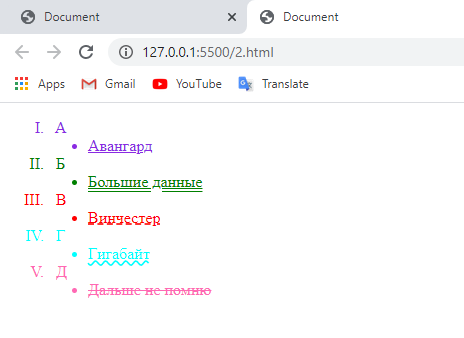 Document
Document
127.0.0.1:5500/2.html
Apps Gmail YouTube Translate
I. А
Авангард
II. Б
Большие данные
III. В
Винчестер
IV. Г
Гигабайт
V. Д
Дальше не помню